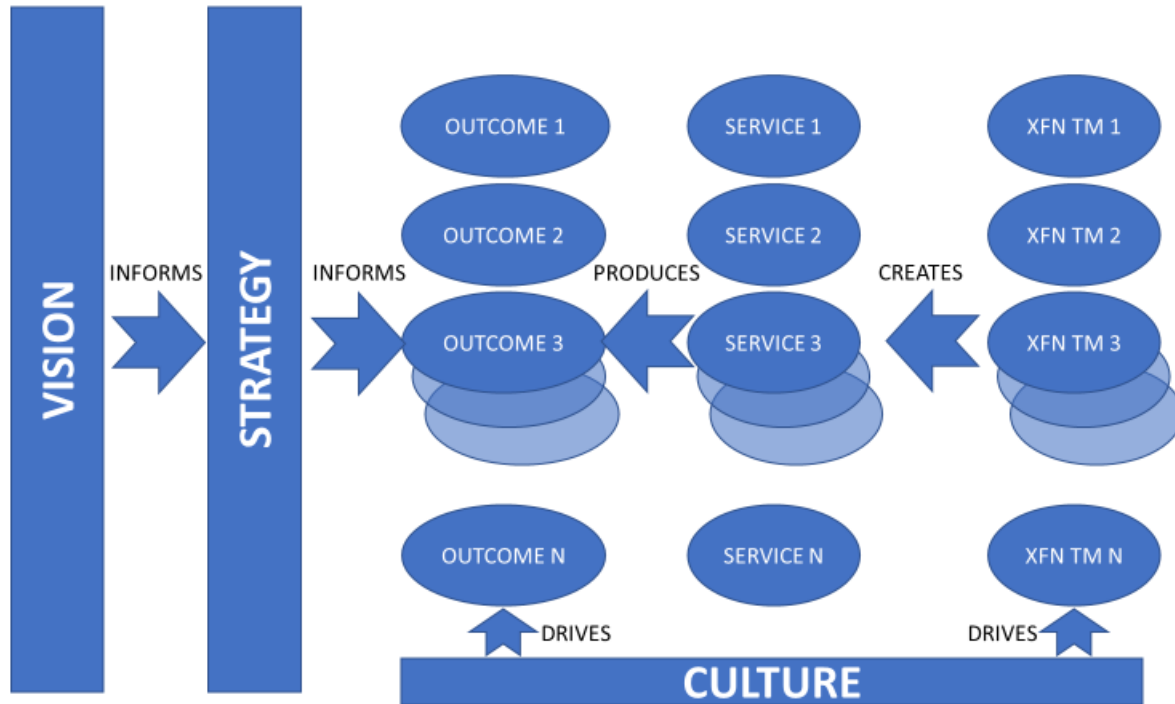 VISION
INFORMS
STRATEGY
INFORMS
OUTCOME 1
SERVICE 1
XFN TM 1
OUTCOME 2
SERVICE 2
XFN TM 2
PRODUCES
CREATES
OUTCOME 3
SERVICE 3
XFN TM 3
OUTCOME N
SERVICE N
XFN TM N
DRIVES
DRIVES
CULTURE